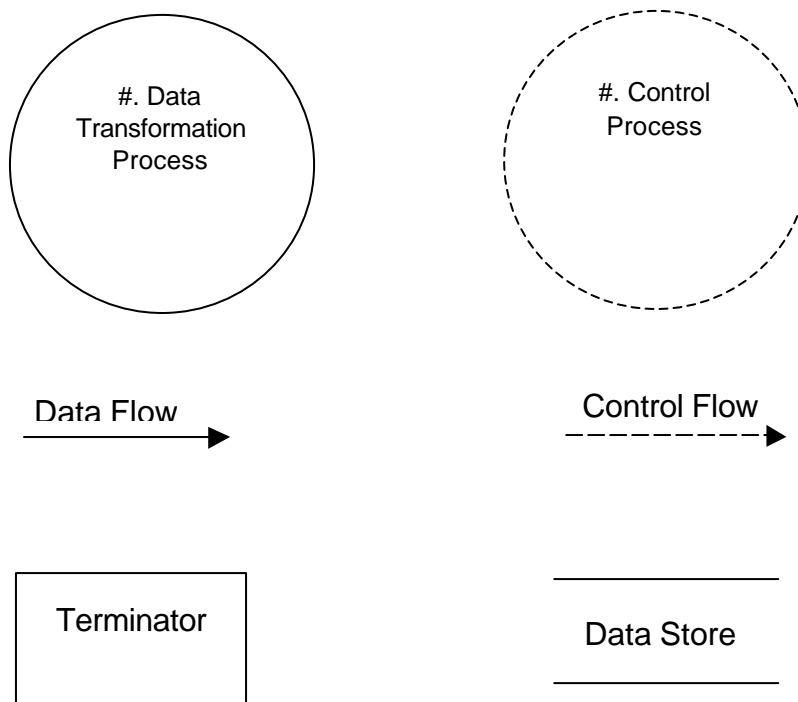 #. Data
Transformation
Process
#. Control
Process
Data Flow
Control Flow
Terminator
Data Store